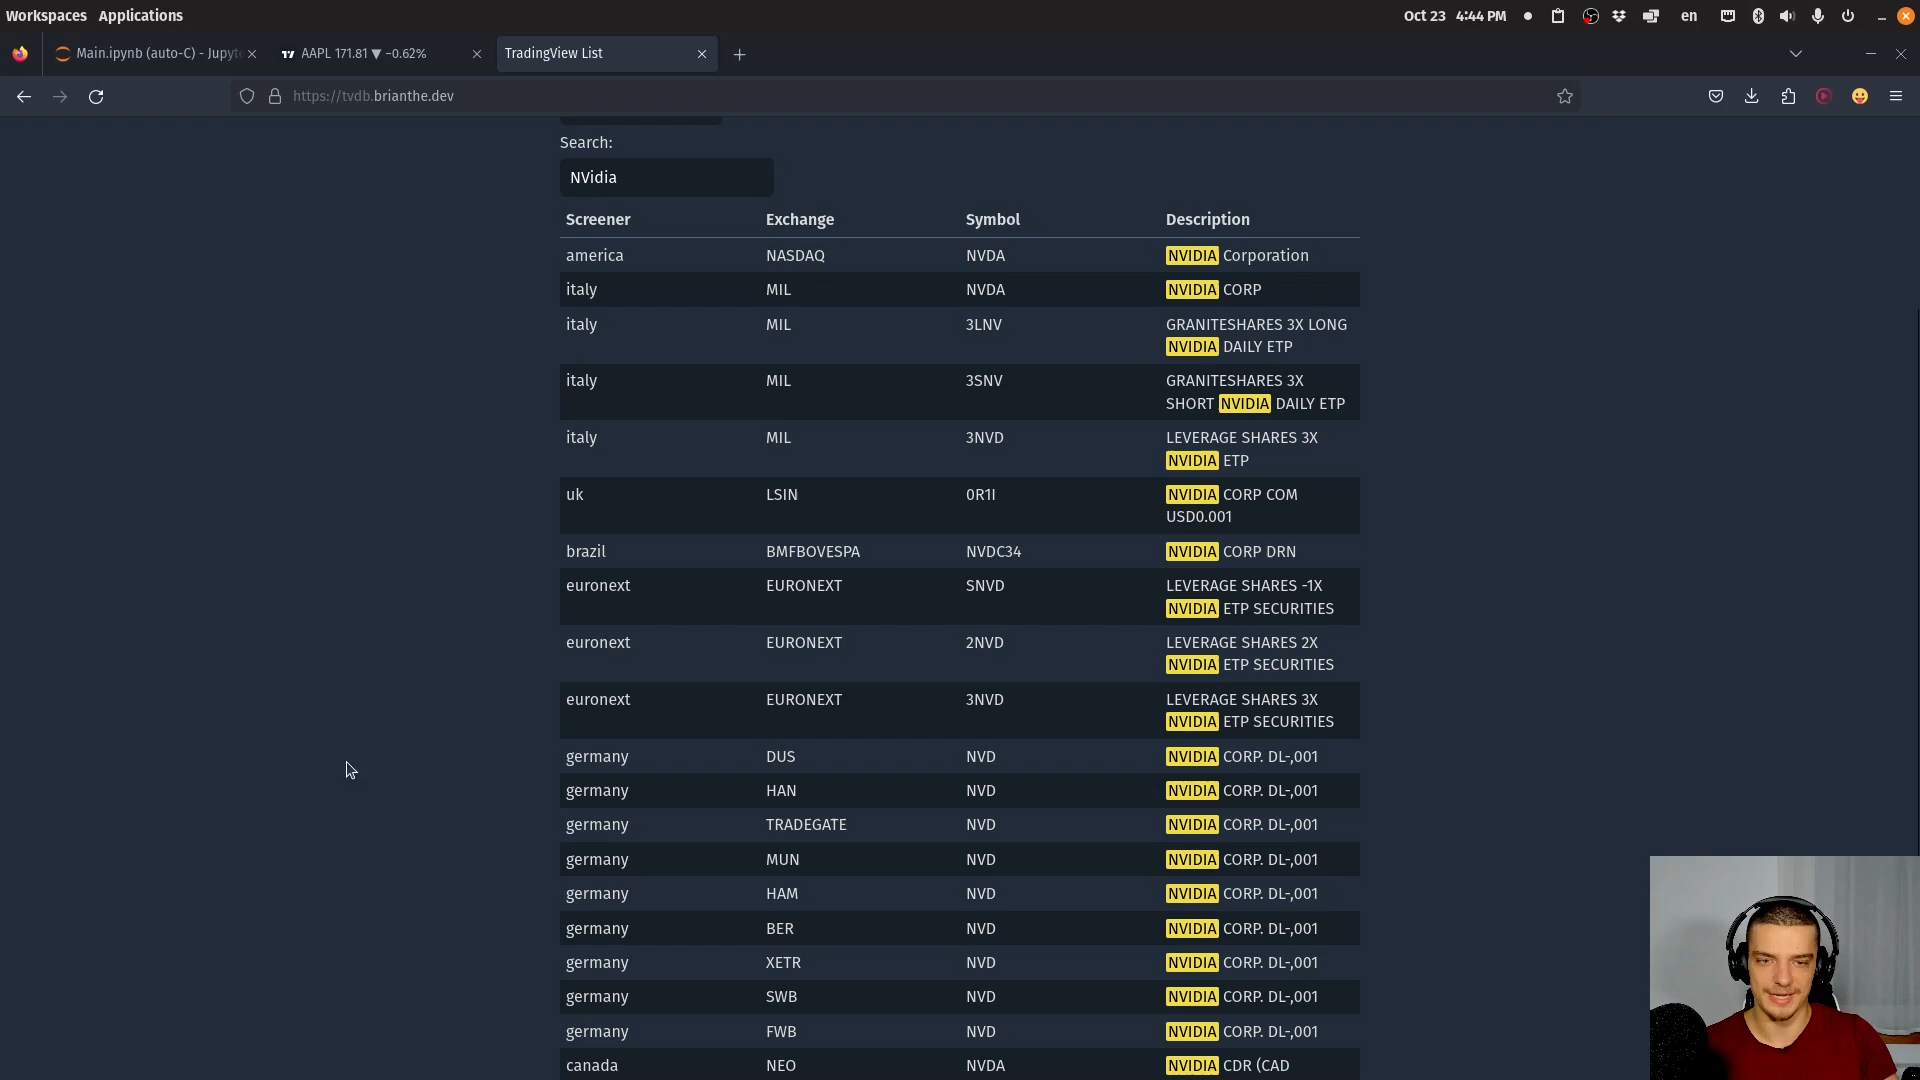 Workspaces Applications Oct 23 4:44 PM en
Main.ipynb (auto-C) - Jupyte AAPL 171.81 ▼ −0.62% TradingView List
https://tvdb.brianthe.dev
Search:
NVidia
Screener Exchange Symbol Description
america NASDAQ NVDA NVIDIA Corporation
italy MIL NVDA NVIDIA CORP
italy MIL 3LNV GRANITESHARES 3X LONG
NVIDIA DAILY ETP
italy MIL 3SNV GRANITESHARES 3X
SHORT NVIDIA DAILY ETP
italy MIL 3NVD LEVERAGE SHARES 3X
NVIDIA ETP
uk LSIN 0R1I NVIDIA CORP COM
USD0.001
brazil BMFBOVESPA NVDC34 NVIDIA CORP DRN
euronext EURONEXT SNVD LEVERAGE SHARES -1X
NVIDIA ETP SECURITIES
euronext EURONEXT 2NVD LEVERAGE SHARES 2X
NVIDIA ETP SECURITIES
euronext EURONEXT 3NVD LEVERAGE SHARES 3X
NVIDIA ETP SECURITIES
germany DUS NVD NVIDIA CORP. DL-,001
germany HAN NVD NVIDIA CORP. DL-,001
germany TRADEGATE NVD NVIDIA CORP. DL-,001
germany MUN NVD NVIDIA CORP. DL-,001
germany HAM NVD NVIDIA CORP. DL-,001
germany BER NVD NVIDIA CORP. DL-,001
germany XETR NVD NVIDIA CORP. DL-,001
germany SWB NVD NVIDIA CORP. DL-,001
germany FWB NVD NVIDIA CORP. DL-,001
canada NEO NVDA NVIDIA CDR (CAD